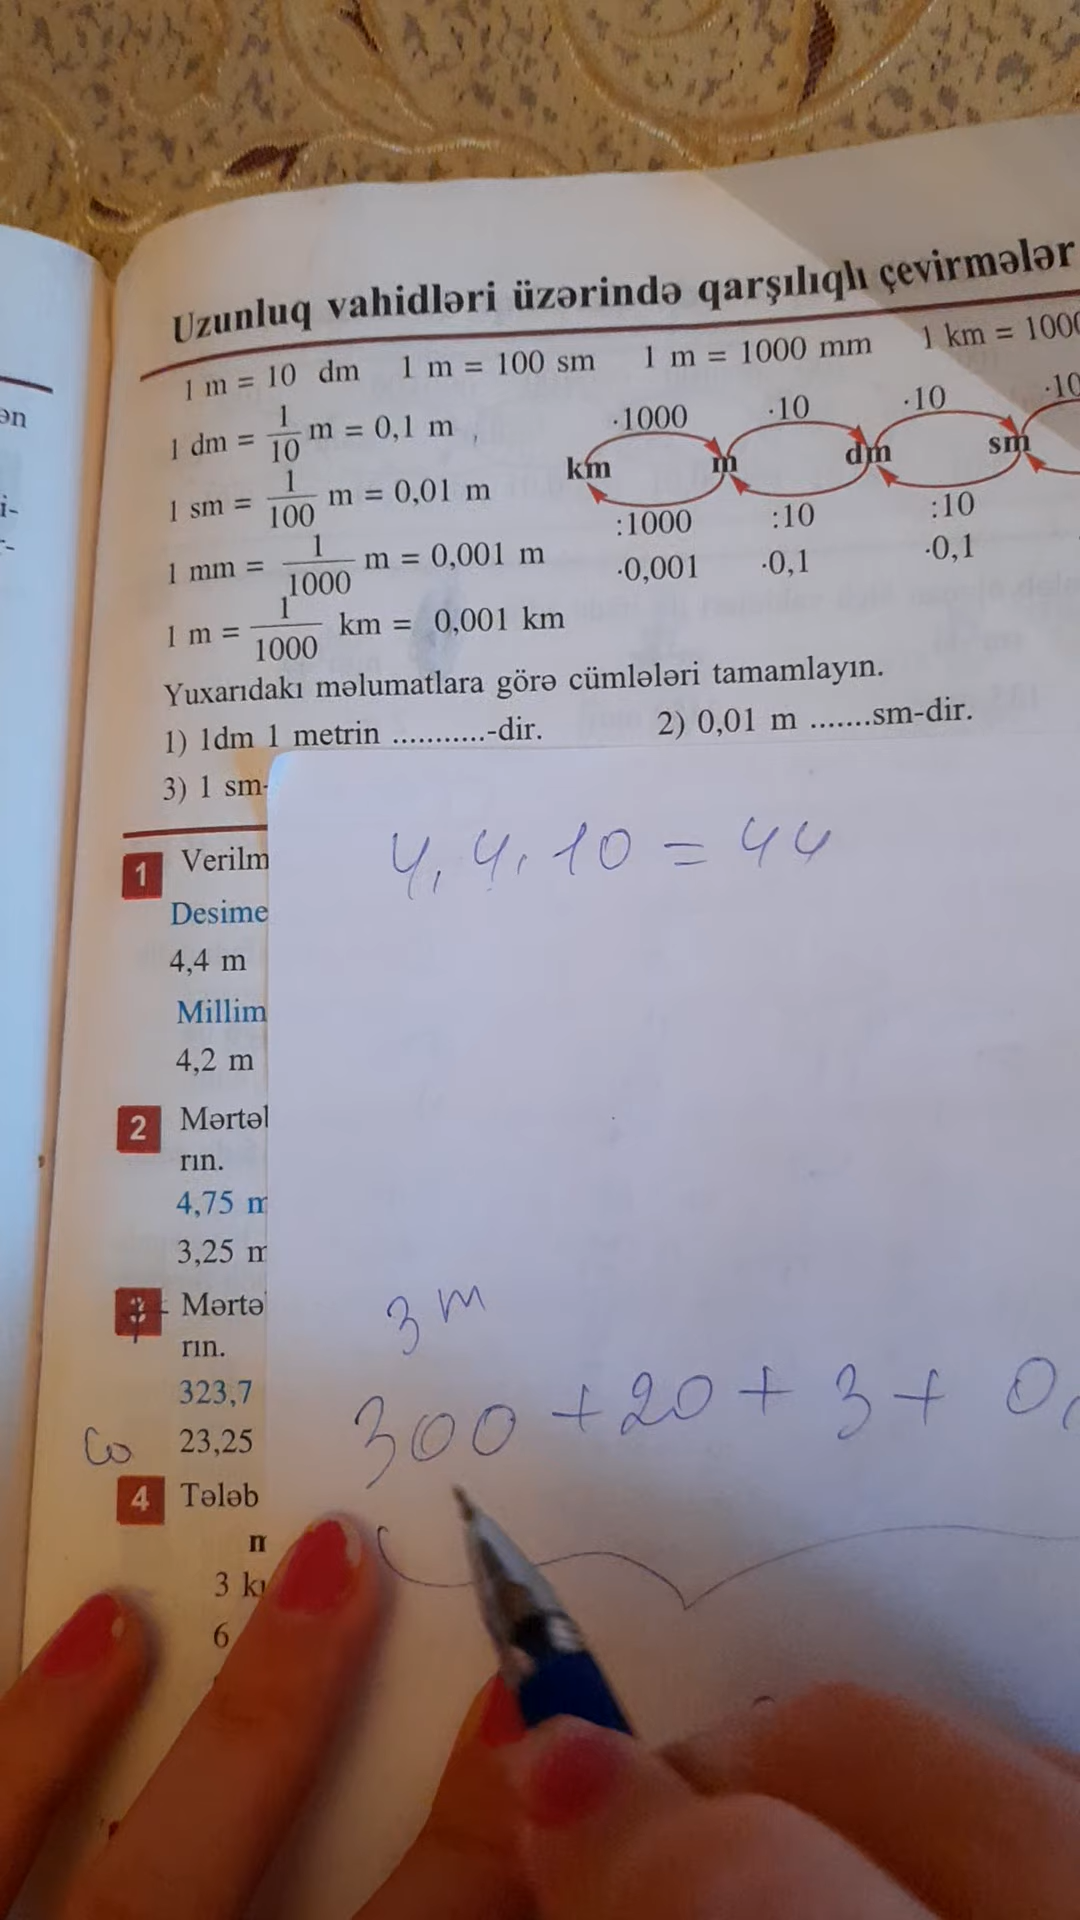 ən
i-
Uzunluq vahidləri üzərində qarşılıqlı çevirmələr
1 m = 10 dm 1 m = 100 sm 1 m = 1000 mm 1 km = 1000
1 dm = 1/10 m = 0,1 m
1 sm = 1/100 m = 0,01 m
1 mm = 1/1000 m = 0,001 m
1 m = 1/1000 km = 0,001 km
·1000 ·10 ·10 ·10
km m dm sm
:1000 :10 :10
·0,001 ·0,1 ·0,1
Yuxarıdakı məlumatlara görə cümlələri tamamlayın.
1) 1dm 1 metrin ...........-dir. 2) 0,01 m .......sm-dir.
3) 1 sm-
1 Verilm
Desime
4,4 m
Millim
4,2 m
2 Mərtə
rın.
4,75 m
3,25 m
3 Mərtə
rın.
323,7
23,25
4 Tələb
3 k
6
4,4·10=44
3 m
300+20+3+0,